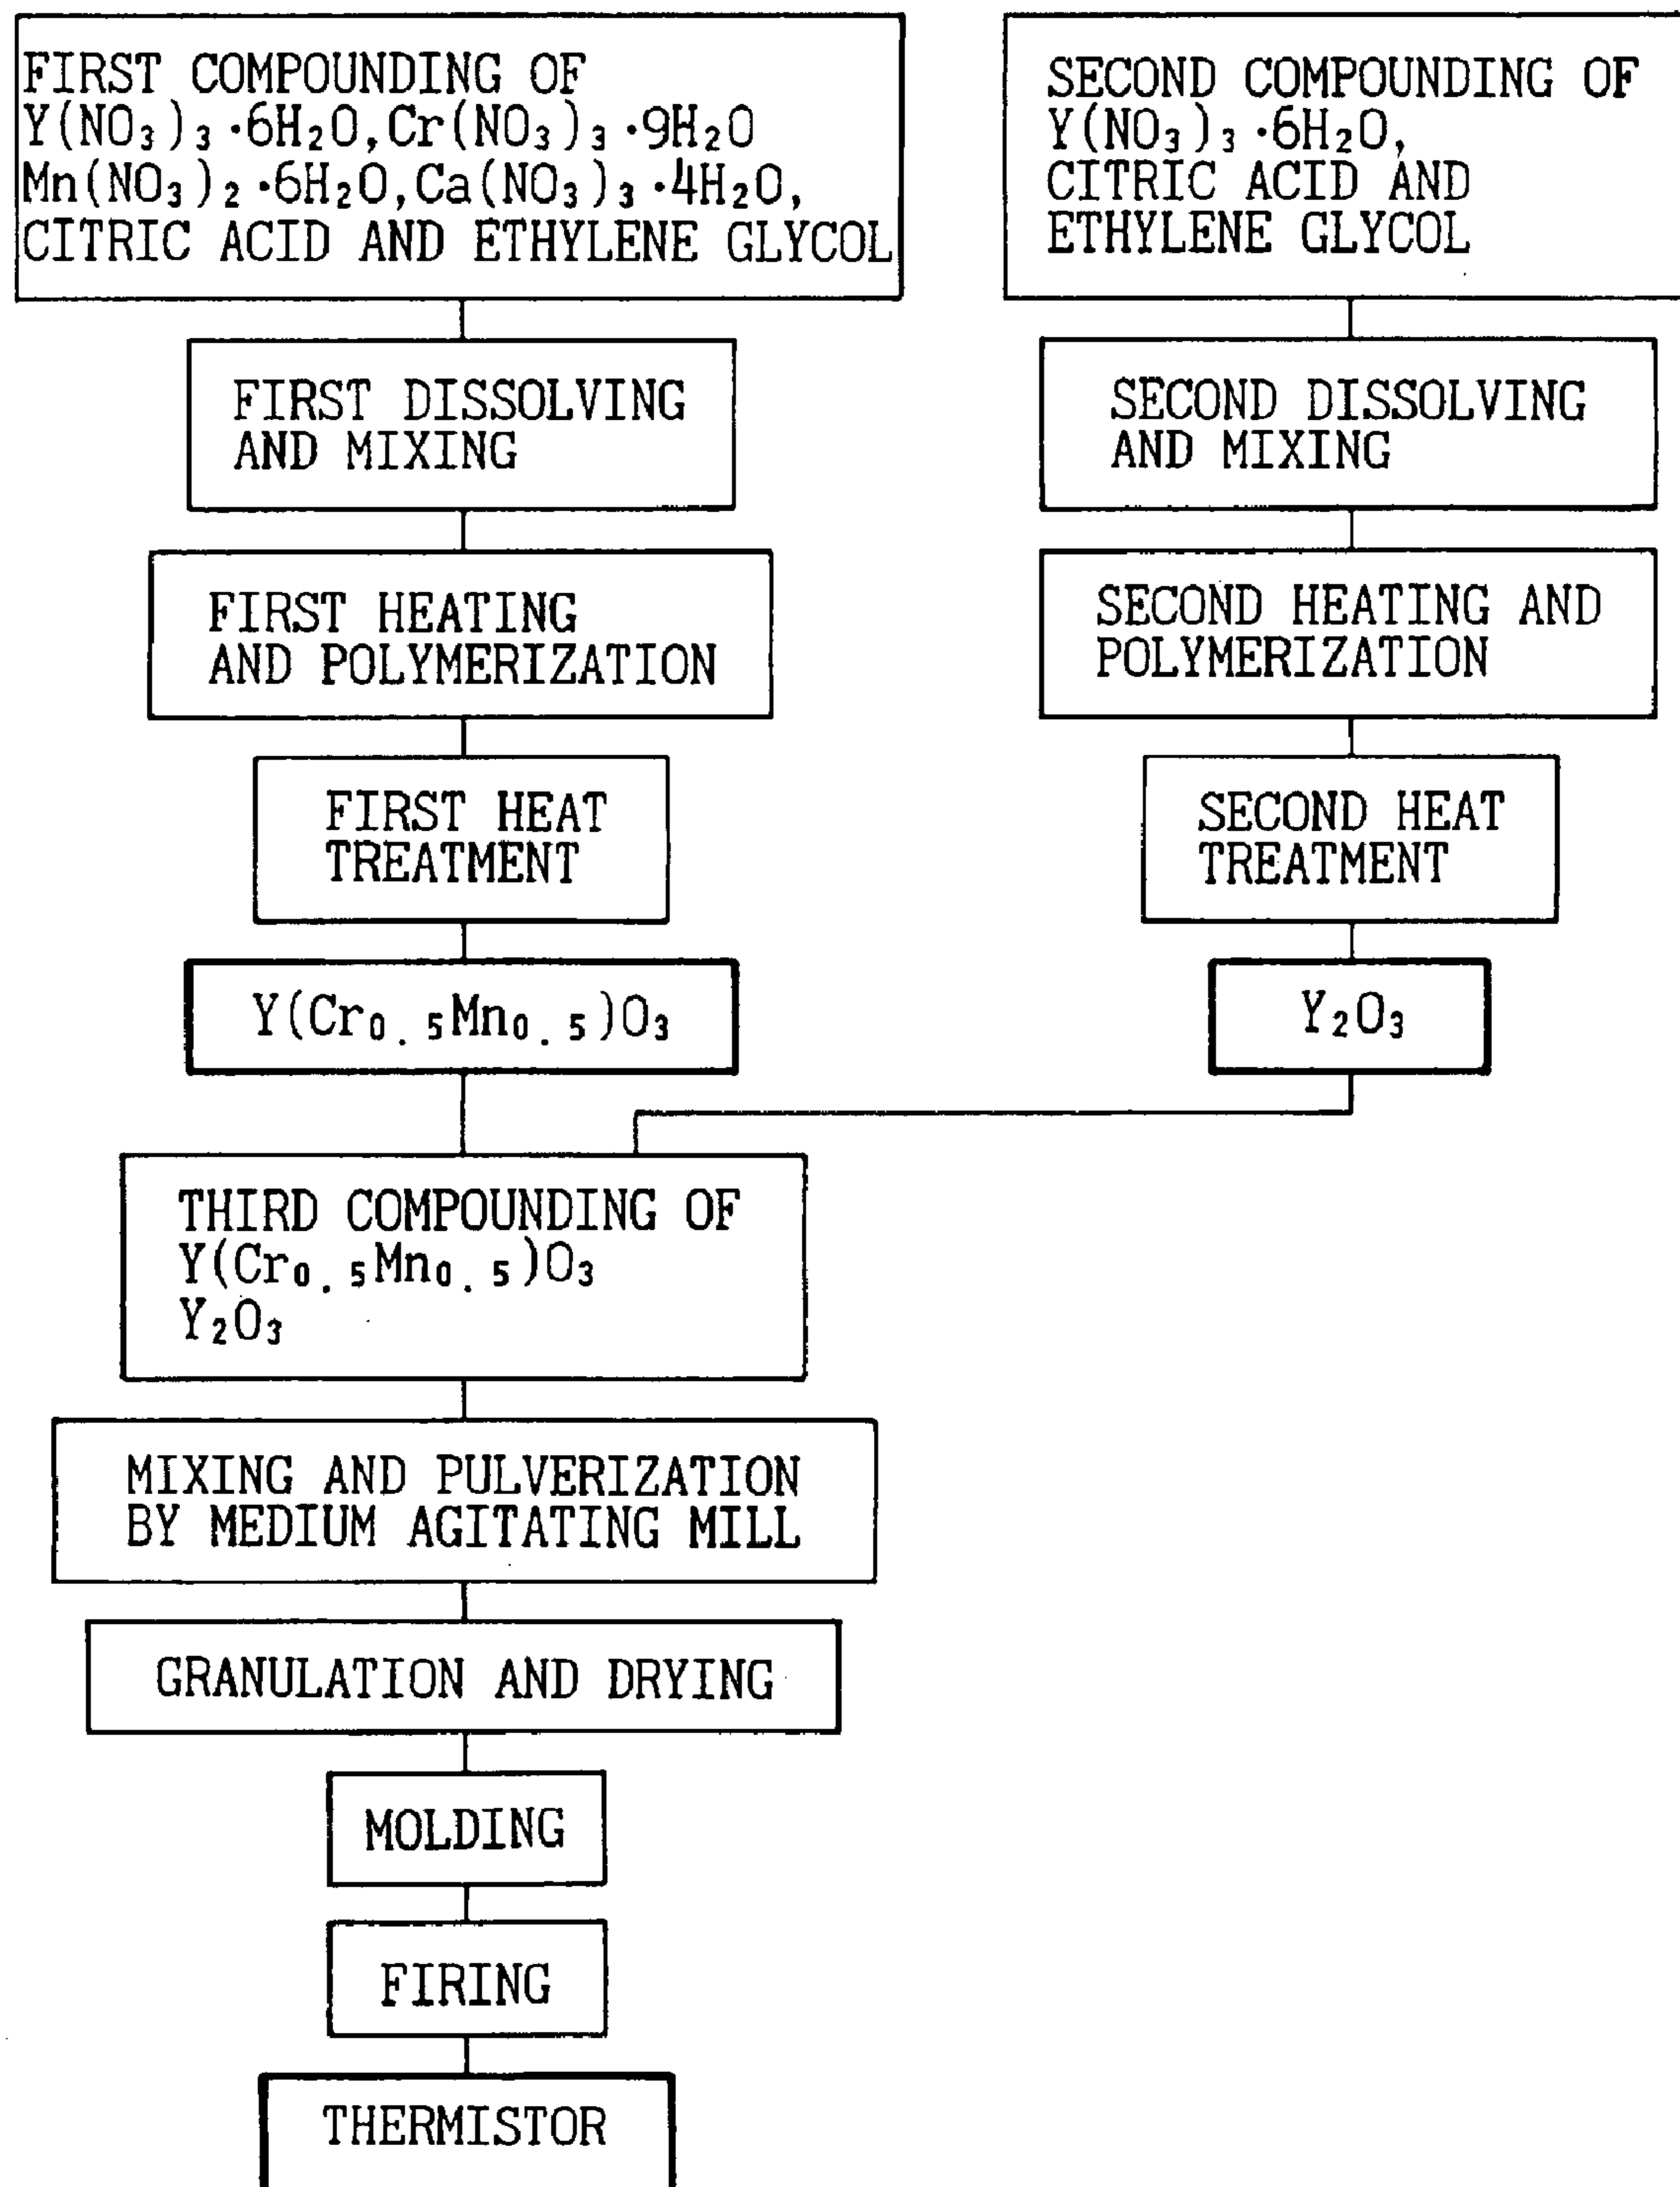 FIRST COMPOUNDING OF
Y(NO₃)₃·6H₂O,Cr(NO₃)₃·9H₂O
Mn(NO₃)₂·6H₂O,Ca(NO₃)₃·4H₂O,
CITRIC ACID AND ETHYLENE GLYCOL
FIRST DISSOLVING
AND MIXING
FIRST HEATING
AND POLYMERIZATION
FIRST HEAT
TREATMENT
Y(Cr₀.₅Mn₀.₅)O₃
SECOND COMPOUNDING OF
Y(NO₃)₃·6H₂O,
CITRIC ACID AND
ETHYLENE GLYCOL
SECOND DISSOLVING
AND MIXING
SECOND HEATING AND
POLYMERIZATION
SECOND HEAT
TREATMENT
Y₂O₃
THIRD COMPOUNDING OF
Y(Cr₀.₅Mn₀.₅)O₃
Y₂O₃
MIXING AND PULVERIZATION
BY MEDIUM AGITATING MILL
GRANULATION AND DRYING
MOLDING
FIRING
THERMISTOR